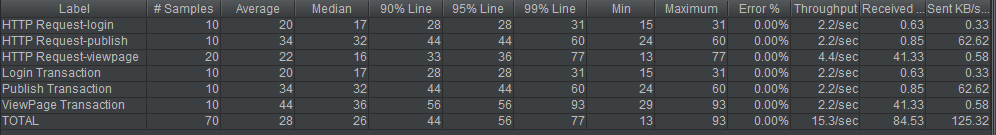 Label # Samples Average Median 90% Line 95% Line 99% Line Min Maximum Error % Throughput Received ... Sent KB/s...
HTTP Request-login 10 20 17 28 28 31 15 31 0.00% 2.2/sec 0.63 0.33
HTTP Request-publish 10 34 32 44 44 60 24 60 0.00% 2.2/sec 0.85 62.62
HTTP Request-viewpage 20 22 16 33 36 77 13 77 0.00% 4.4/sec 41.33 0.58
Login Transaction 10 20 17 28 28 31 15 31 0.00% 2.2/sec 0.63 0.33
Publish Transaction 10 34 32 44 44 60 24 60 0.00% 2.2/sec 0.85 62.62
ViewPage Transaction 10 44 36 56 56 93 29 93 0.00% 2.2/sec 41.33 0.58
TOTAL 70 28 26 44 56 77 13 93 0.00% 15.3/sec 84.53 125.32